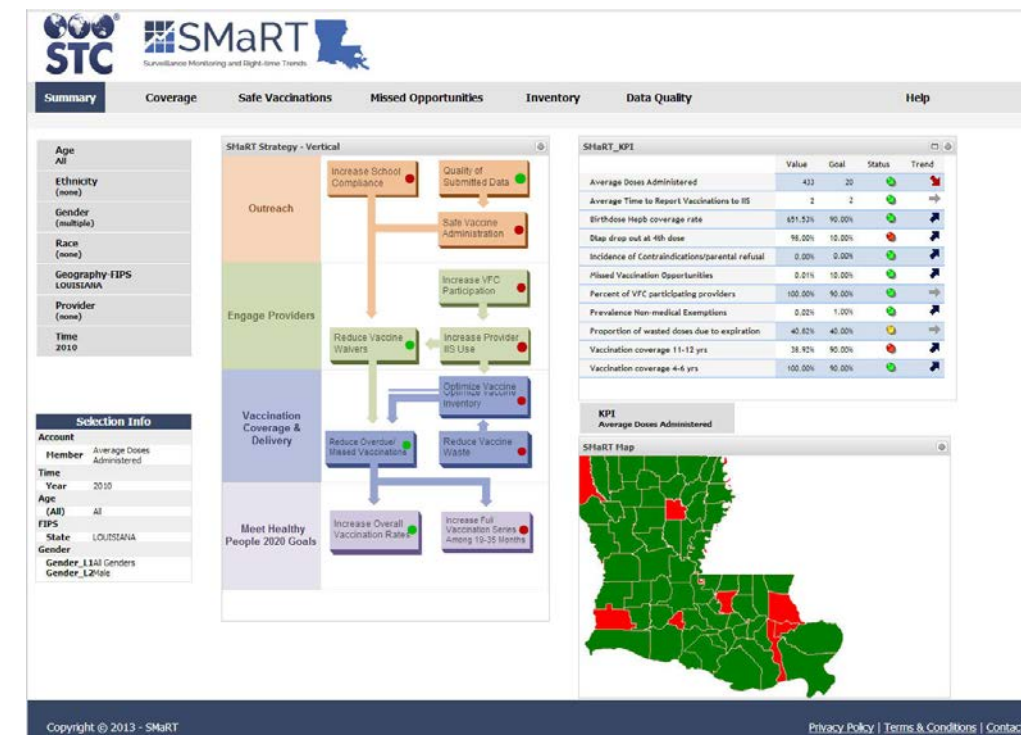 STC
SMaRT
Surveillance Monitoring and Right-time Trends
Summary Coverage Safe Vaccinations Missed Opportunities Inventory Data Quality Help
Age
All
Ethnicity
(none)
Gender
(multiple)
Race
(none)
Geography-FIPS
LOUISIANA
Provider
(none)
Time
2010
Selection Info
Account
Member Average Doses
Administered
Time
Year 2010
Age
(All) All
FIPS
State LOUISIANA
Gender
Gender_L1All Genders
Gender_L2Male
SMaRT Strategy - Vertical
Outreach
Increase School
Compliance
Quality of
Submitted Data
Safe Vaccine
Administration
Engage Providers
Increase VFC
Participation
Reduce Vaccine
Waivers
Increase Provider
IIS Use
Vaccination
Coverage &
Delivery
Optimize Vaccine
Inventory
Reduce Overdue/
Missed Vaccinations
Reduce Vaccine
Waste
Meet Healthy
People 2020 Goals
Increase Overall
Vaccination Rates
Increase Full
Vaccination Series
Among 19-35 Months
SMaRT_KPI
Value Goal Status Trend
Average Doses Administered 433 20
Average Time to Report Vaccinations to IIS 2 2
Birthdose HepB coverage rate 651.53% 90.00%
Dtap drop out at 4th dose 98.00% 10.00%
Incidence of Contraindications/parental refusal 0.00% 0.00%
Missed Vaccination Opportunities 0.01% 10.00%
Percent of VFC participating providers 100.00% 90.00%
Prevalence Non-medical Exemptions 0.02% 1.00%
Proportion of wasted doses due to expiration 40.62% 40.00%
Vaccination coverage 11-12 yrs 38.92% 90.00%
Vaccination coverage 4-6 yrs 100.00% 90.00%
KPI
Average Doses Administered
SMaRT Map
Copyright © 2013 - SMaRT
Privacy Policy | Terms & Conditions | Contac